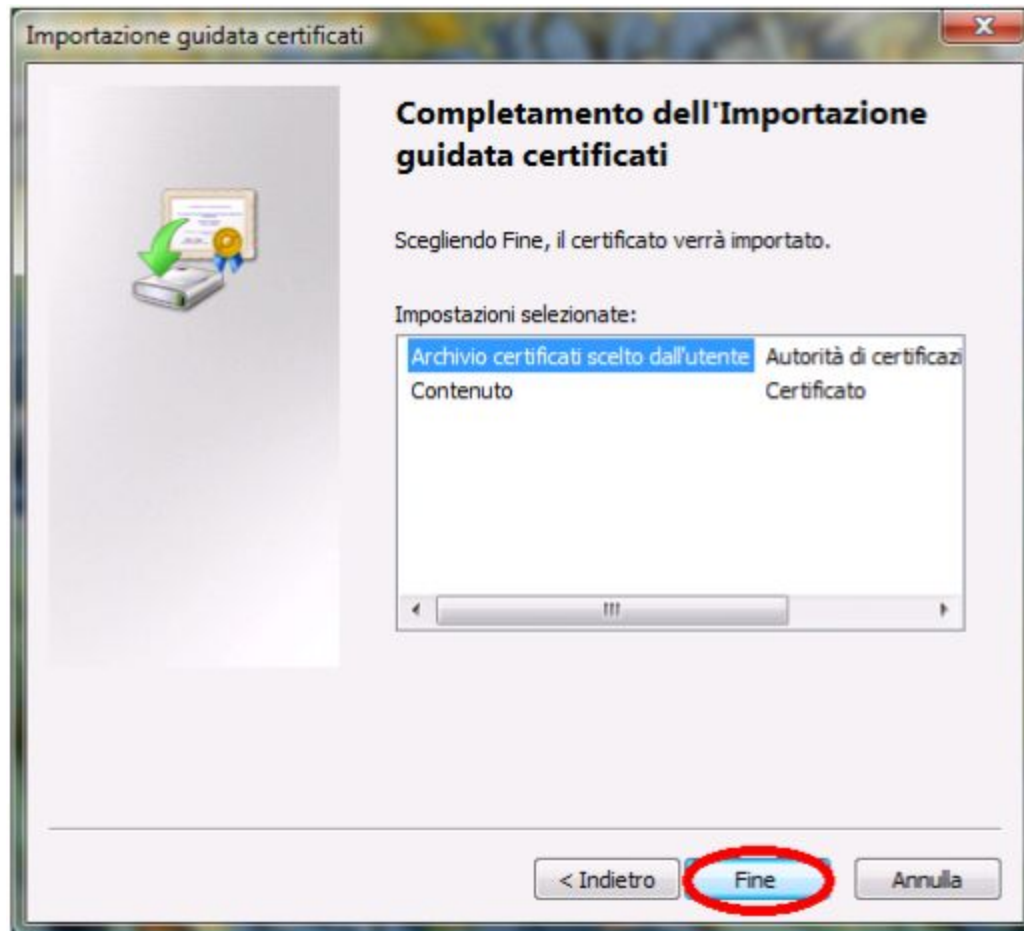 Importazione guidata certificati
Completamento dell'Importazione
guidata certificati
Scegliendo Fine, il certificato verrà importato.
Impostazioni selezionate:
Archivio certificati scelto dall'utente Autorità di certificazi
Contenuto Certificato
< Indietro Fine Annulla